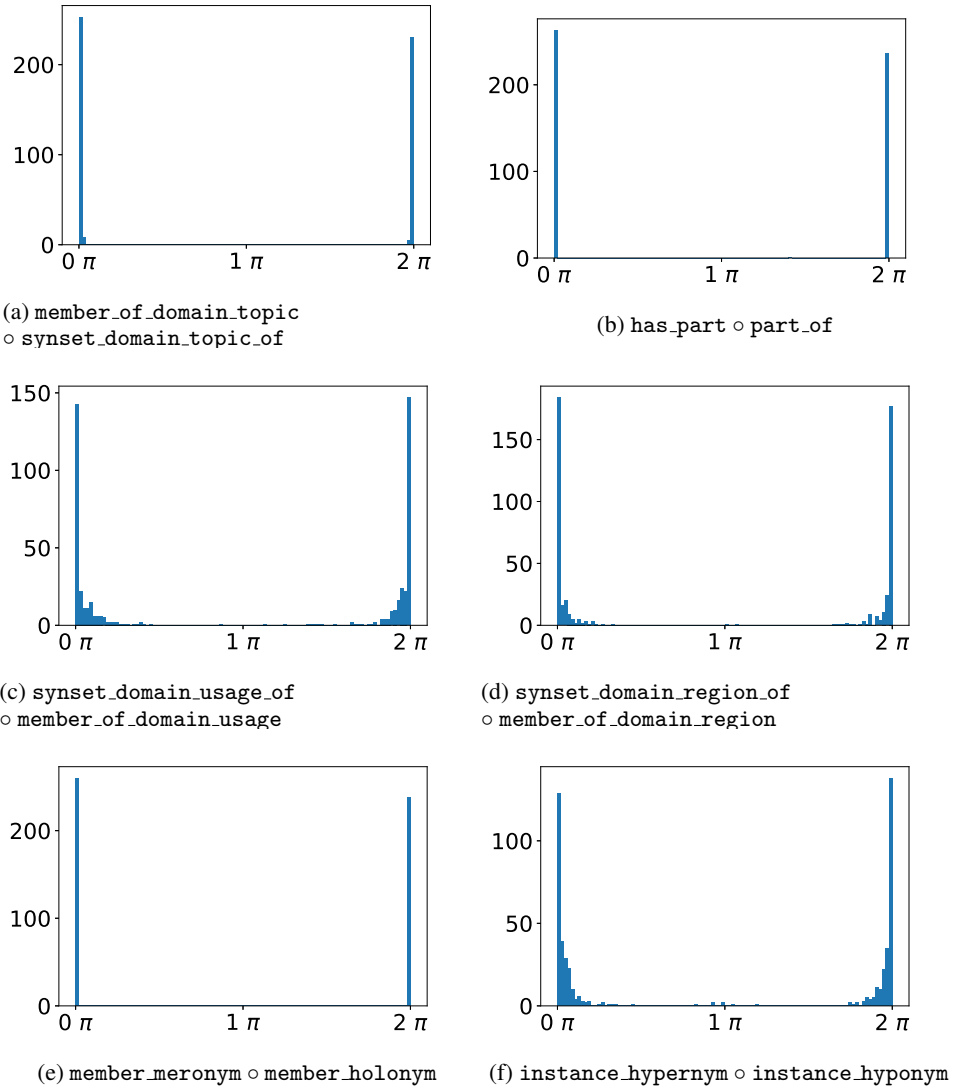 200
100
0
0 π
1 π
2 π
(a) member_of_domain_topic
∘ synset_domain_topic_of
200
100
0
0 π
1 π
2 π
(b) has_part ∘ part_of
150
100
50
0
0 π
1 π
2 π
(c) synset_domain_usage_of
∘ member_of_domain_usage
150
100
50
0
0 π
1 π
2 π
(d) synset_domain_region_of
∘ member_of_domain_region
200
100
0
0 π
1 π
2 π
(e) member_meronym ∘ member_holonym
100
50
0
0 π
1 π
2 π
(f) instance_hypernym ∘ instance_hyponym